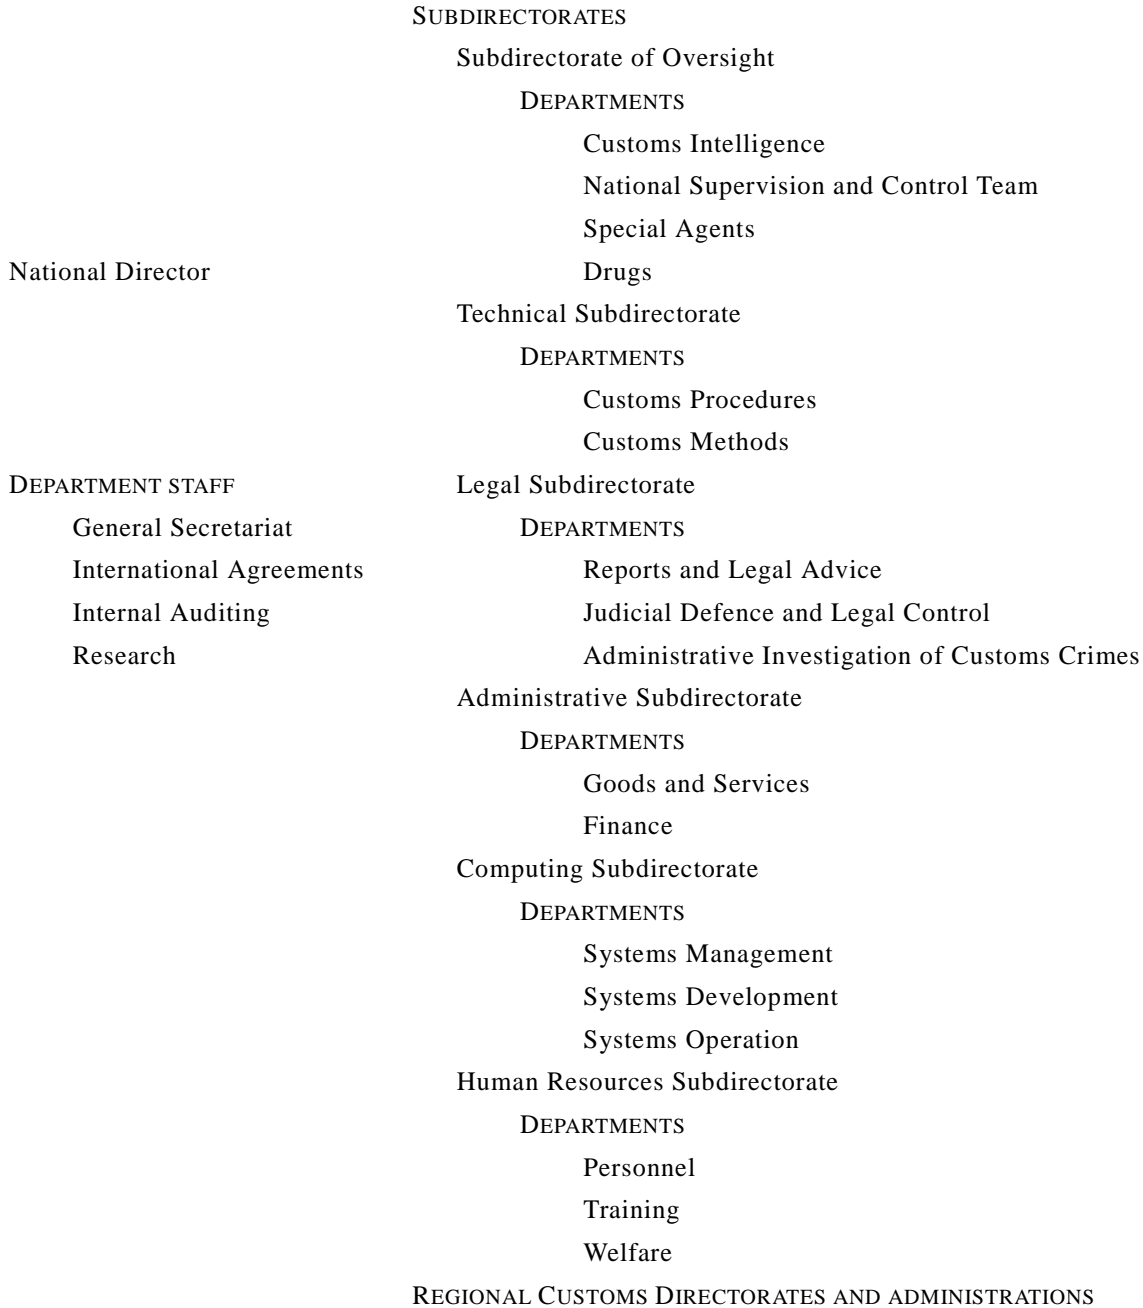 SUBDIRECTORATES
Subdirectorate of Oversight
DEPARTMENTS
Customs Intelligence
National Supervision and Control Team
Special Agents
National Director
Drugs
Technical Subdirectorate
DEPARTMENTS
Customs Procedures
Customs Methods
DEPARTMENT STAFF
Legal Subdirectorate
General Secretariat
DEPARTMENTS
International Agreements
Reports and Legal Advice
Internal Auditing
Judicial Defence and Legal Control
Research
Administrative Investigation of Customs Crimes
Administrative Subdirectorate
DEPARTMENTS
Goods and Services
Finance
Computing Subdirectorate
DEPARTMENTS
Systems Management
Systems Development
Systems Operation
Human Resources Subdirectorate
DEPARTMENTS
Personnel
Training
Welfare
REGIONAL CUSTOMS DIRECTORATES AND ADMINISTRATIONS